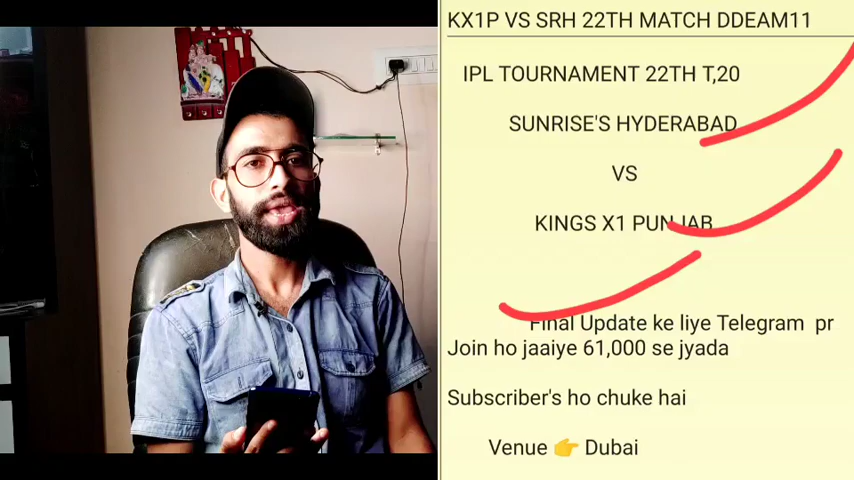 KX1P VS SRH 22TH MATCH DDEAM11
IPL TOURNAMENT 22TH T,20
SUNRISE'S HYDERABAD
VS
KINGS X1 PUNJAB
Final Update ke liye Telegram pr
Join ho jaaiye 61,000 se jyada
Subscriber's ho chuke hai
Venue 👉 Dubai